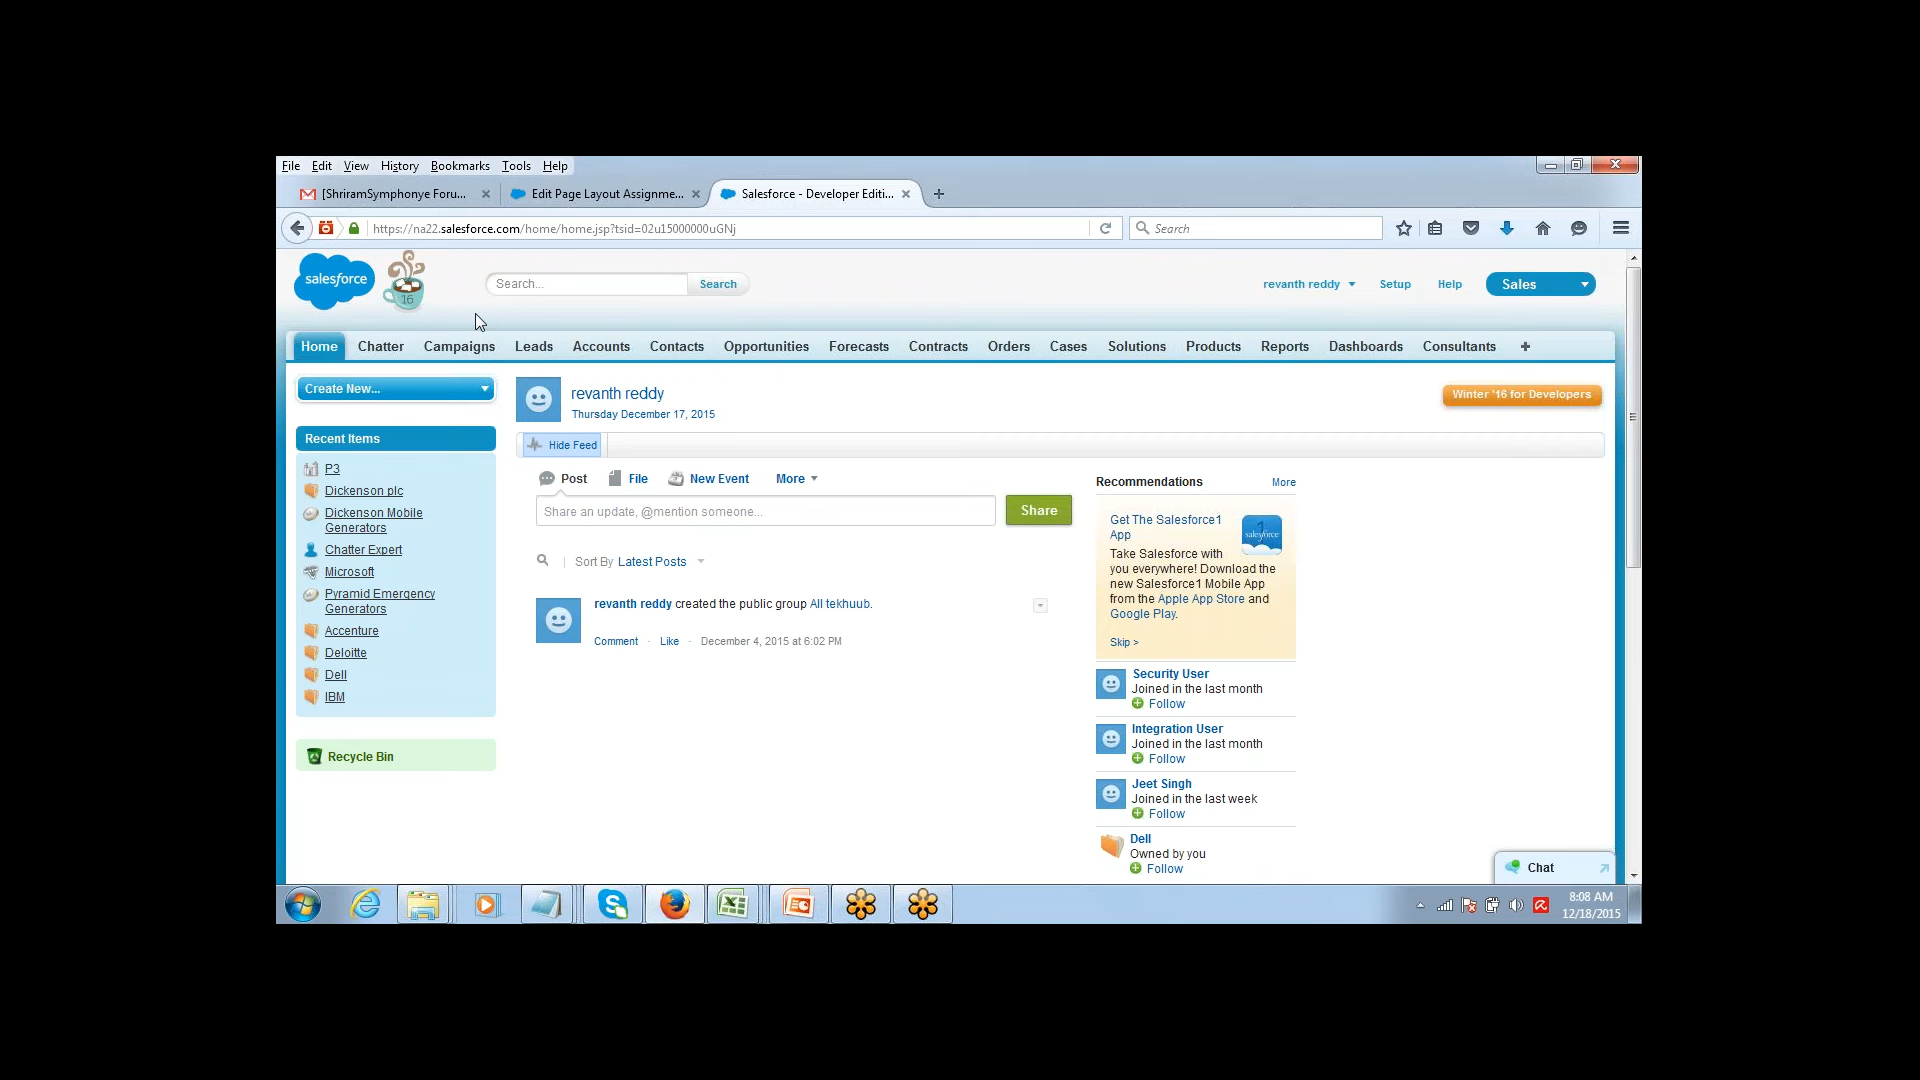 File Edit View History Bookmarks Tools Help
[ShriramSymphonye Foru... Edit Page Layout Assignme... Salesforce - Developer Editi...
https://na22.salesforce.com/home/home.jsp?tsid=02u15000000uGNj Search
salesforce 16 Search... Search revanth reddy Setup Help Sales
Home Chatter Campaigns Leads Accounts Contacts Opportunities Forecasts Contracts Orders Cases Solutions Products Reports Dashboards Consultants +
Create New...
Recent Items
P3
Dickenson plc
Dickenson Mobile
Generators
Chatter Expert
Microsoft
Pyramid Emergency
Generators
Accenture
Deloitte
Dell
IBM
Recycle Bin
revanth reddy
Thursday December 17, 2015
Winter '16 for Developers
Hide Feed
Post File New Event More
Share an update, @mention someone... Share
Sort By Latest Posts
revanth reddy created the public group All tekhuub.
Comment · Like · December 4, 2015 at 6:02 PM
Recommendations More
Get The Salesforce1
App
salesforce 1
Take Salesforce with
you everywhere! Download the
new Salesforce1 Mobile App
from the Apple App Store and
Google Play.
Skip >
Security User
Joined in the last month
Follow
Integration User
Joined in the last month
Follow
Jeet Singh
Joined in the last week
Follow
Dell
Owned by you
Follow
Chat
8:08 AM
12/18/2015